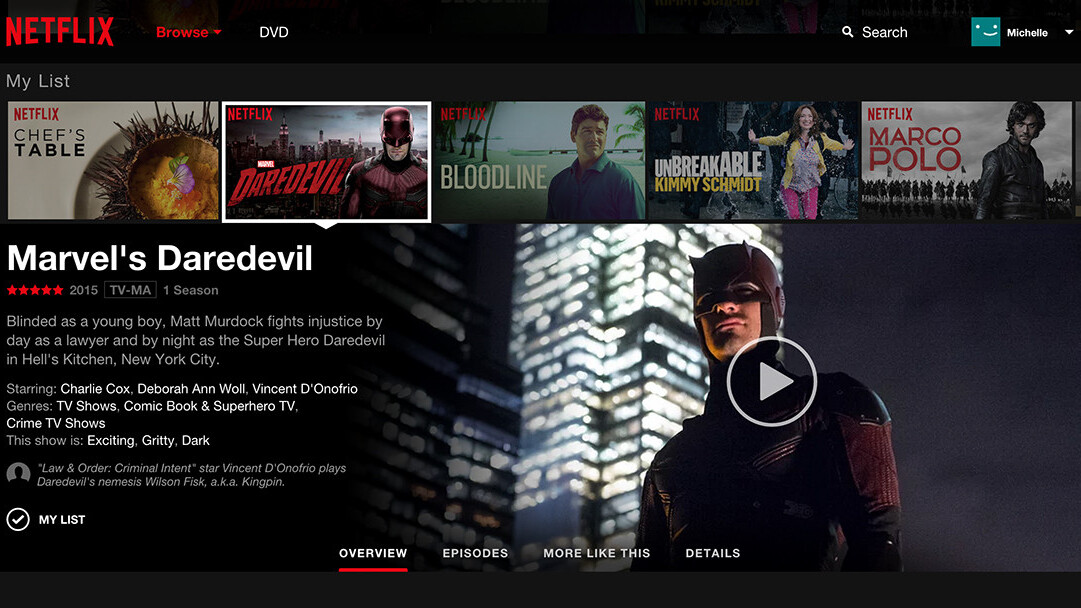 KIMMY SCHMIDT
NETFLIX
Browse
DVD
Search
Michelle
My List
NETFLIX
CHEF'S
TABLE
NETFLIX
MARVEL
DAREDEVIL
NETFLIX
BLOODLINE
NETFLIX
UNBREAKABLE
KIMMY SCHMIDT
NETFLIX
MARCO
POLO
Marvel's Daredevil
2015 TV-MA 1 Season
Blinded as a young boy, Matt Murdock fights injustice by
day as a lawyer and by night as the Super Hero Daredevil
in Hell's Kitchen, New York City.
Starring: Charlie Cox, Deborah Ann Woll, Vincent D'Onofrio
Genres: TV Shows, Comic Book & Superhero TV,
Crime TV Shows
This show is: Exciting, Gritty, Dark
"Law & Order: Criminal Intent" star Vincent D'Onofrio plays
Daredevil's nemesis Wilson Fisk, a.k.a. Kingpin.
MY LIST
OVERVIEW EPISODES MORE LIKE THIS DETAILS